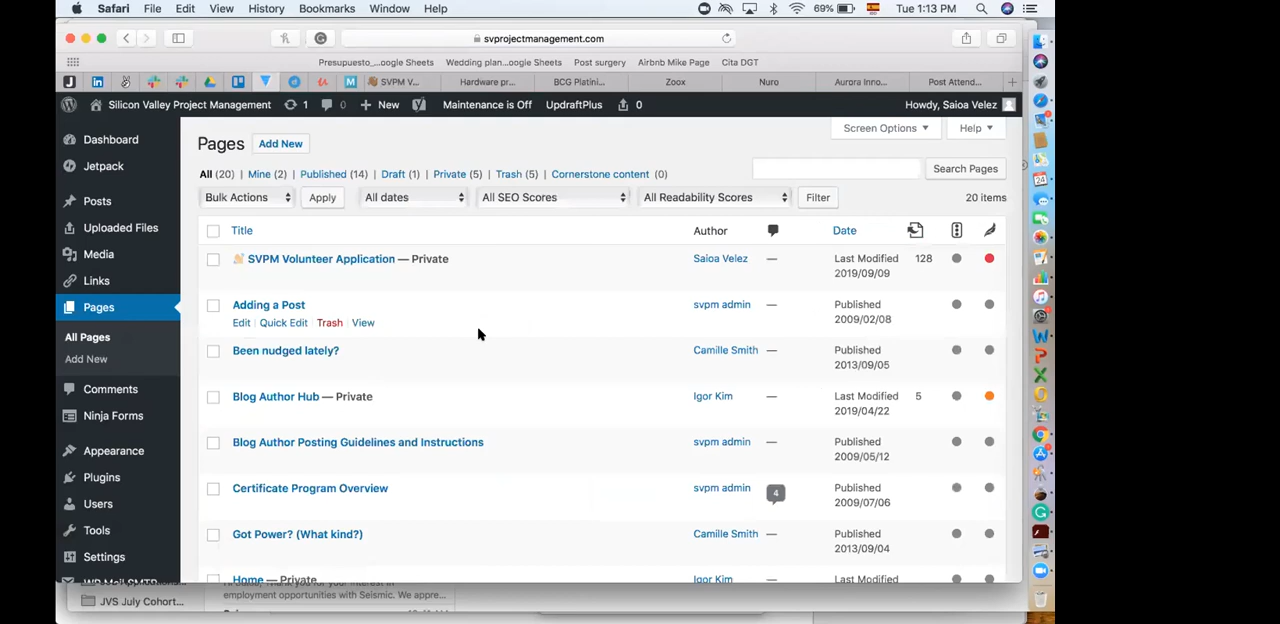 Safari File Edit View History Bookmarks Window Help 69% Tue 1:13 PM
svprojectmanagement.com
Presupuesto_...oogle Sheets Wedding plan...oogle Sheets Post surgery Airbnb Mike Page Cita DGT
SVPM V... Hardware pr... BCG Platini... Zoox Nuro Aurora Inno... Post Attend...
Silicon Valley Project Management 1 0 New Maintenance is Off UpdraftPlus 0 Howdy, Saioa Velez
Dashboard
Jetpack
Posts
Uploaded Files
Media
Links
Pages
All Pages
Add New
Comments
Ninja Forms
Appearance
Plugins
Users
Tools
Settings
Pages Add New Screen Options Help
All (20) | Mine (2) | Published (14) | Draft (1) | Private (5) | Trash (5) | Cornerstone content (0) Search Pages
Bulk Actions Apply All dates All SEO Scores All Readability Scores Filter 20 items
Title Author Date
SVPM Volunteer Application — Private Saioa Velez — Last Modified 128
2019/09/09
Adding a Post svpm admin — Published
Edit | Quick Edit | Trash | View 2009/02/08
Been nudged lately? Camille Smith — Published
2013/09/05
Blog Author Hub — Private Igor Kim — Last Modified 5
2019/04/22
Blog Author Posting Guidelines and Instructions svpm admin — Published
2009/05/12
Certificate Program Overview svpm admin 4 Published
2009/07/06
Got Power? (What kind?) Camille Smith — Published
2013/09/04
Home — Private Igor Kim — Last Modified
JVS July Cohort... employment opportunities with Seismic. We appre...